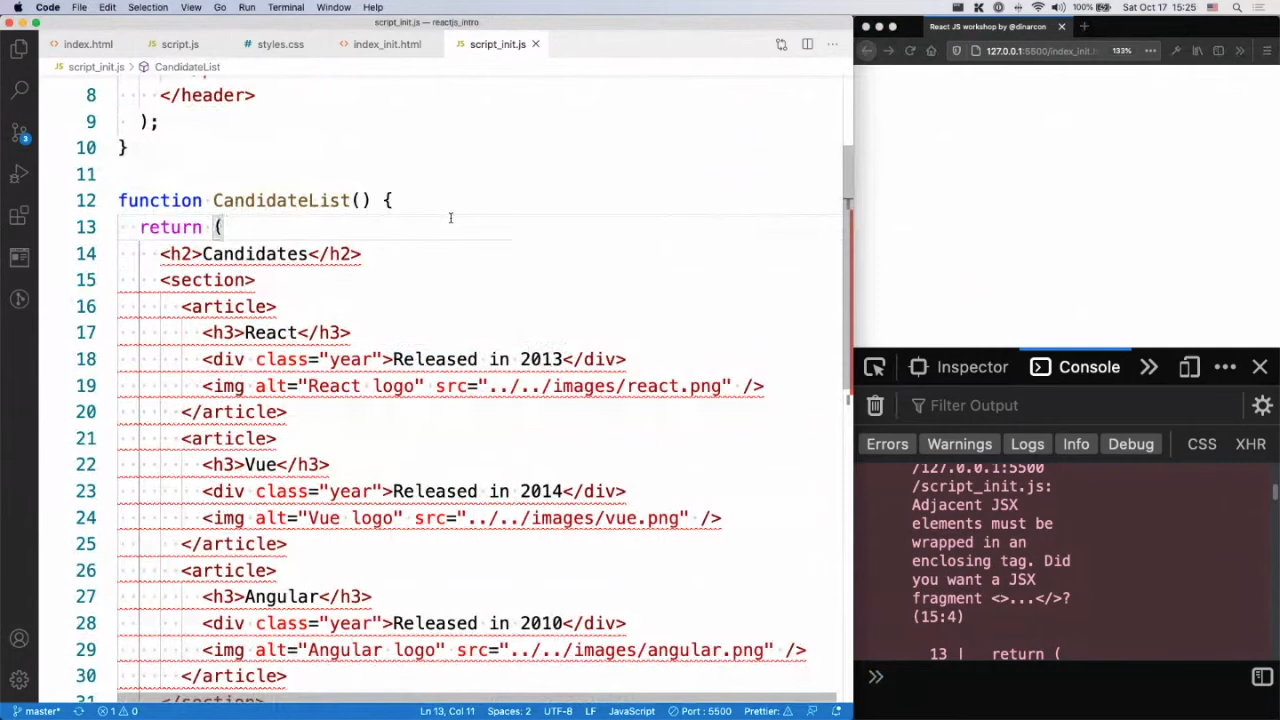 Code File Edit Selection View Go Run Terminal Window Help 100% Sat Oct 17 15:25
script_init.js — reactjs_intro
React JS workshop by @dinarcon
index.html script.js styles.css index_init.html script_init.js
127.0.0.1:5500/index_init.h 133%
script_init.js > CandidateList
8 </header>
9 );
10 }
11
12 function CandidateList() {
13 return (
14 <h2>Candidates</h2>
15 <section>
16 <article>
17 <h3>React</h3>
18 <div class="year">Released in 2013</div>
19 <img alt="React logo" src="../../images/react.png" />
20 </article>
21 <article>
22 <h3>Vue</h3>
23 <div class="year">Released in 2014</div>
24 <img alt="Vue logo" src="../../images/vue.png" />
25 </article>
26 <article>
27 <h3>Angular</h3>
28 <div class="year">Released in 2010</div>
29 <img alt="Angular logo" src="../../images/angular.png" />
30 </article>
31 </section>
Inspector Console
Filter Output
Errors Warnings Logs Info Debug CSS XHR
/127.0.0.1:5500
/script_init.js:
Adjacent JSX
elements must be
wrapped in an
enclosing tag. Did
you want a JSX
fragment <>...</>?
(15:4)
13 | return (
3
master* 1 0 Ln 13, Col 11 Spaces: 2 UTF-8 LF JavaScript Port : 5500 Prettier: